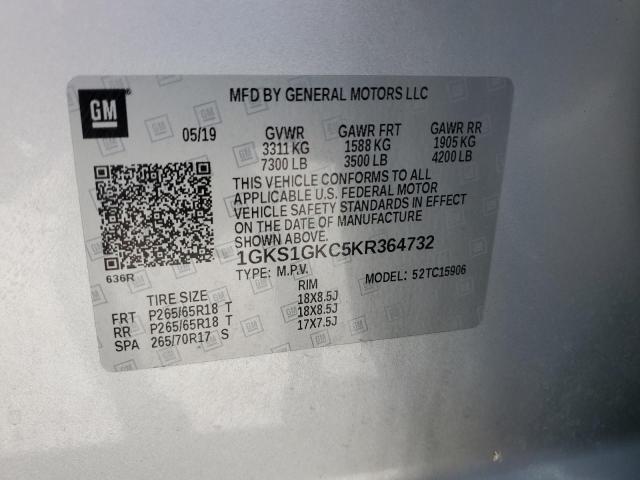 GM
MFD BY GENERAL MOTORS LLC
05/19 GVWR GAWR FRT GAWR RR
3311 KG 1588 KG 1905 KG
7300 LB 3500 LB 4200 LB
THIS VEHICLE CONFORMS TO ALL
APPLICABLE U.S. FEDERAL MOTOR
VEHICLE SAFETY STANDARDS IN EFFECT
ON THE DATE OF MANUFACTURE
SHOWN ABOVE.
1GKS1GKC5KR364732
636R
TYPE: M.P.V. MODEL: 52TC15906
TIRE SIZE RIM
FRT P265/65R18 T 18X8.5J
RR P265/65R18 T 18X8.5J
SPA 265/70R17 S 17X7.5J